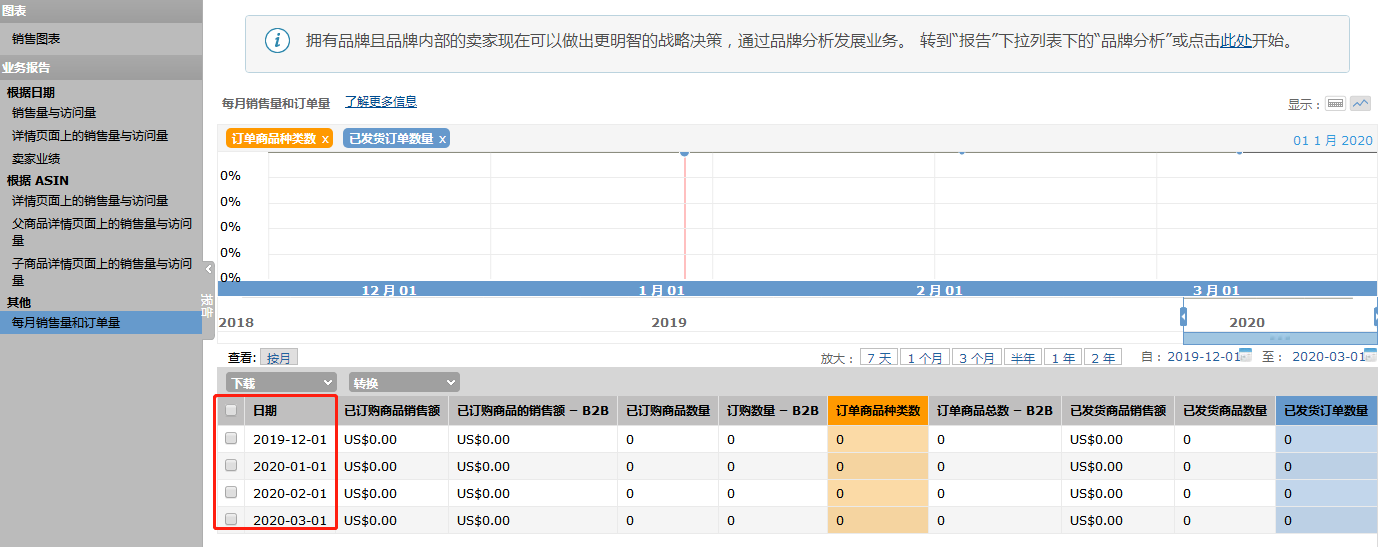 图表
销售图表
业务报告
根据日期
销售量与访问量
详情页面上的销售量与访问量
卖家业绩
根据 ASIN
详情页面上的销售量与访问量
父商品详情页面上的销售量与访问
量
子商品详情页面上的销售量与访问
量
其他
每月销售量和订单量
报告
拥有品牌且品牌内部的卖家现在可以做出更明智的战略决策，通过品牌分析发展业务。 转到“报告”下拉列表下的“品牌分析”或点击此处开始。
每月销售量和订单量 了解更多信息 显示：
订单商品种类数 x 已发货订单数量 x 01 1 月 2020
0%
0%
0%
0%
0%
12 月 01 1 月 01 2 月 01 3 月 01
2018 2019 2020
查看: 按月 放大： 7 天 1 个月 3 个月 半年 1 年 2 年 自：2019-12-01 至： 2020-03-01
下载 转换
日期 已订购商品销售额 已订购商品的销售额 – B2B 已订购商品数量 订购数量 – B2B 订单商品种类数 订单商品总数 – B2B 已发货商品销售额 已发货商品数量 已发货订单数量
2019-12-01 US$0.00 US$0.00 0 0 0 0 US$0.00 0 0
2020-01-01 US$0.00 US$0.00 0 0 0 0 US$0.00 0 0
2020-02-01 US$0.00 US$0.00 0 0 0 0 US$0.00 0 0
2020-03-01 US$0.00 US$0.00 0 0 0 0 US$0.00 0 0